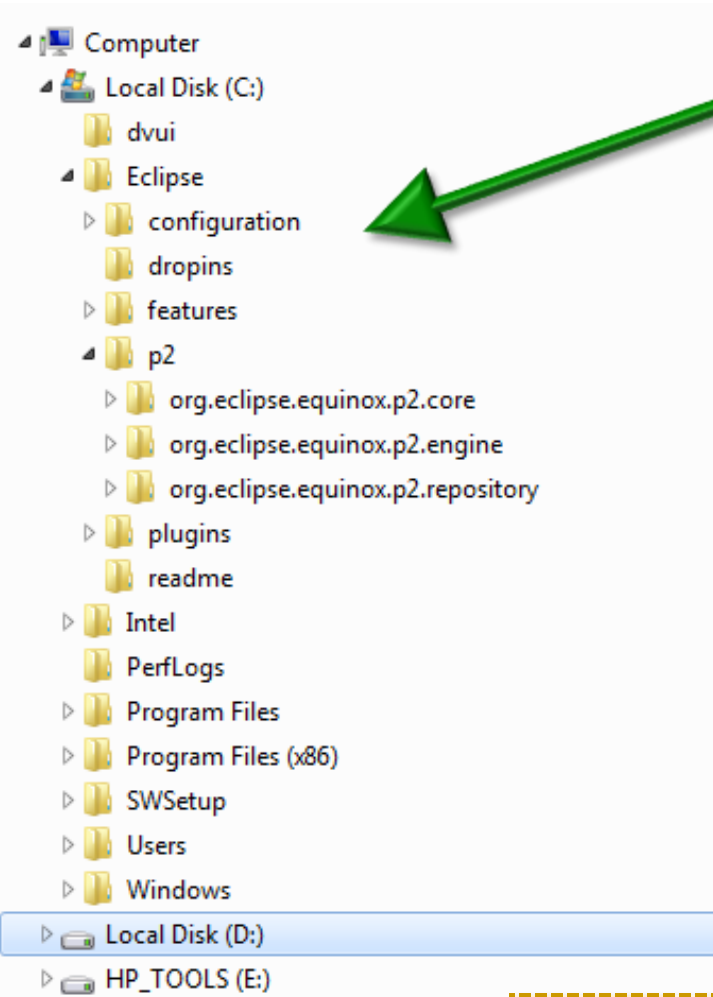 Computer
Local Disk (C:)
dvui
Eclipse
configuration
dropins
features
p2
org.eclipse.equinox.p2.core
org.eclipse.equinox.p2.engine
org.eclipse.equinox.p2.repository
plugins
readme
Intel
PerfLogs
Program Files
Program Files (x86)
SWSetup
Users
Windows
Local Disk (D:)
HP_TOOLS (E:)